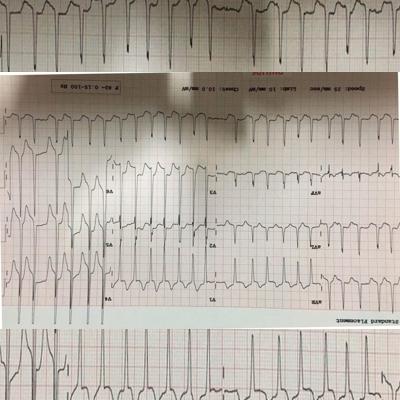 Standard Placement
aVR V1 V4
aVL V2 V5
aVF V3 V6
Speed: 25 mm/sec Limb: 10 mm/mV Chest: 10.0 mm/mV F 60~ 0.15-100 Hz